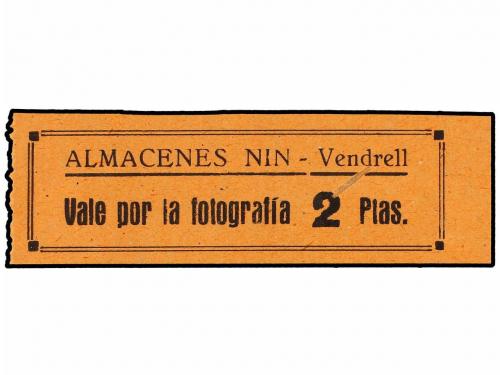 ALMACENES NIN - Vendrell
Vale por la fotografía 2 Ptas.